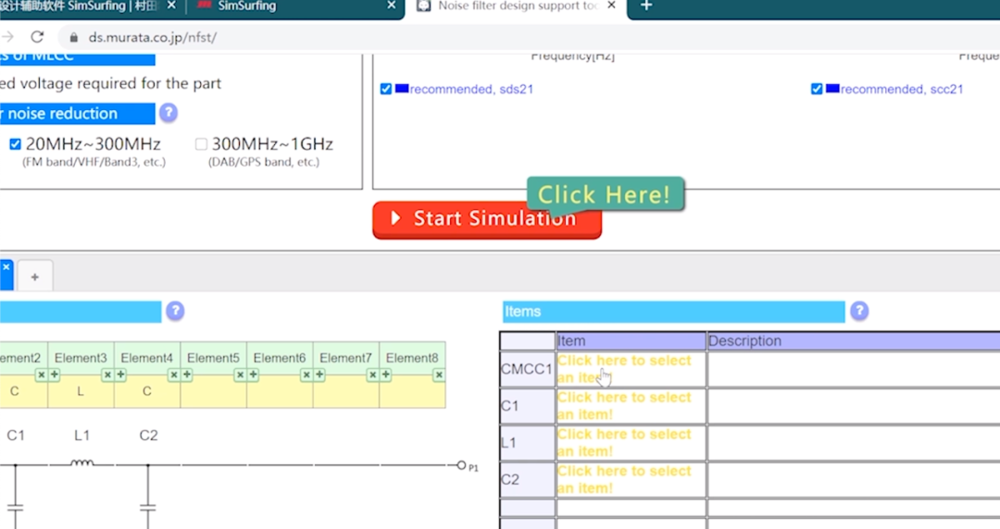 设计辅助软件 SimSurfing | 村田
SimSurfing
Noise filter design support too
ds.murata.co.jp/nfst/
s of MLCC
ed voltage required for the part
r noise reduction
?
20MHz~300MHz
(FM band/VHF/Band3, etc.)
300MHz~1GHz
(DAB/GPS band, etc.)
Frequency[Hz]
Freque
recommended, sds21
recommended, scc21
Click Here!
Start Simulation
+
?
ement2 Element3 Element4 Element5 Element6 Element7 Element8
C L C
C1 L1 C2
P1
Items ?
Item Description
CMCC1 Click here to select
an item!
C1 Click here to select
an item!
L1 Click here to select
an item!
C2 Click here to select
an item!